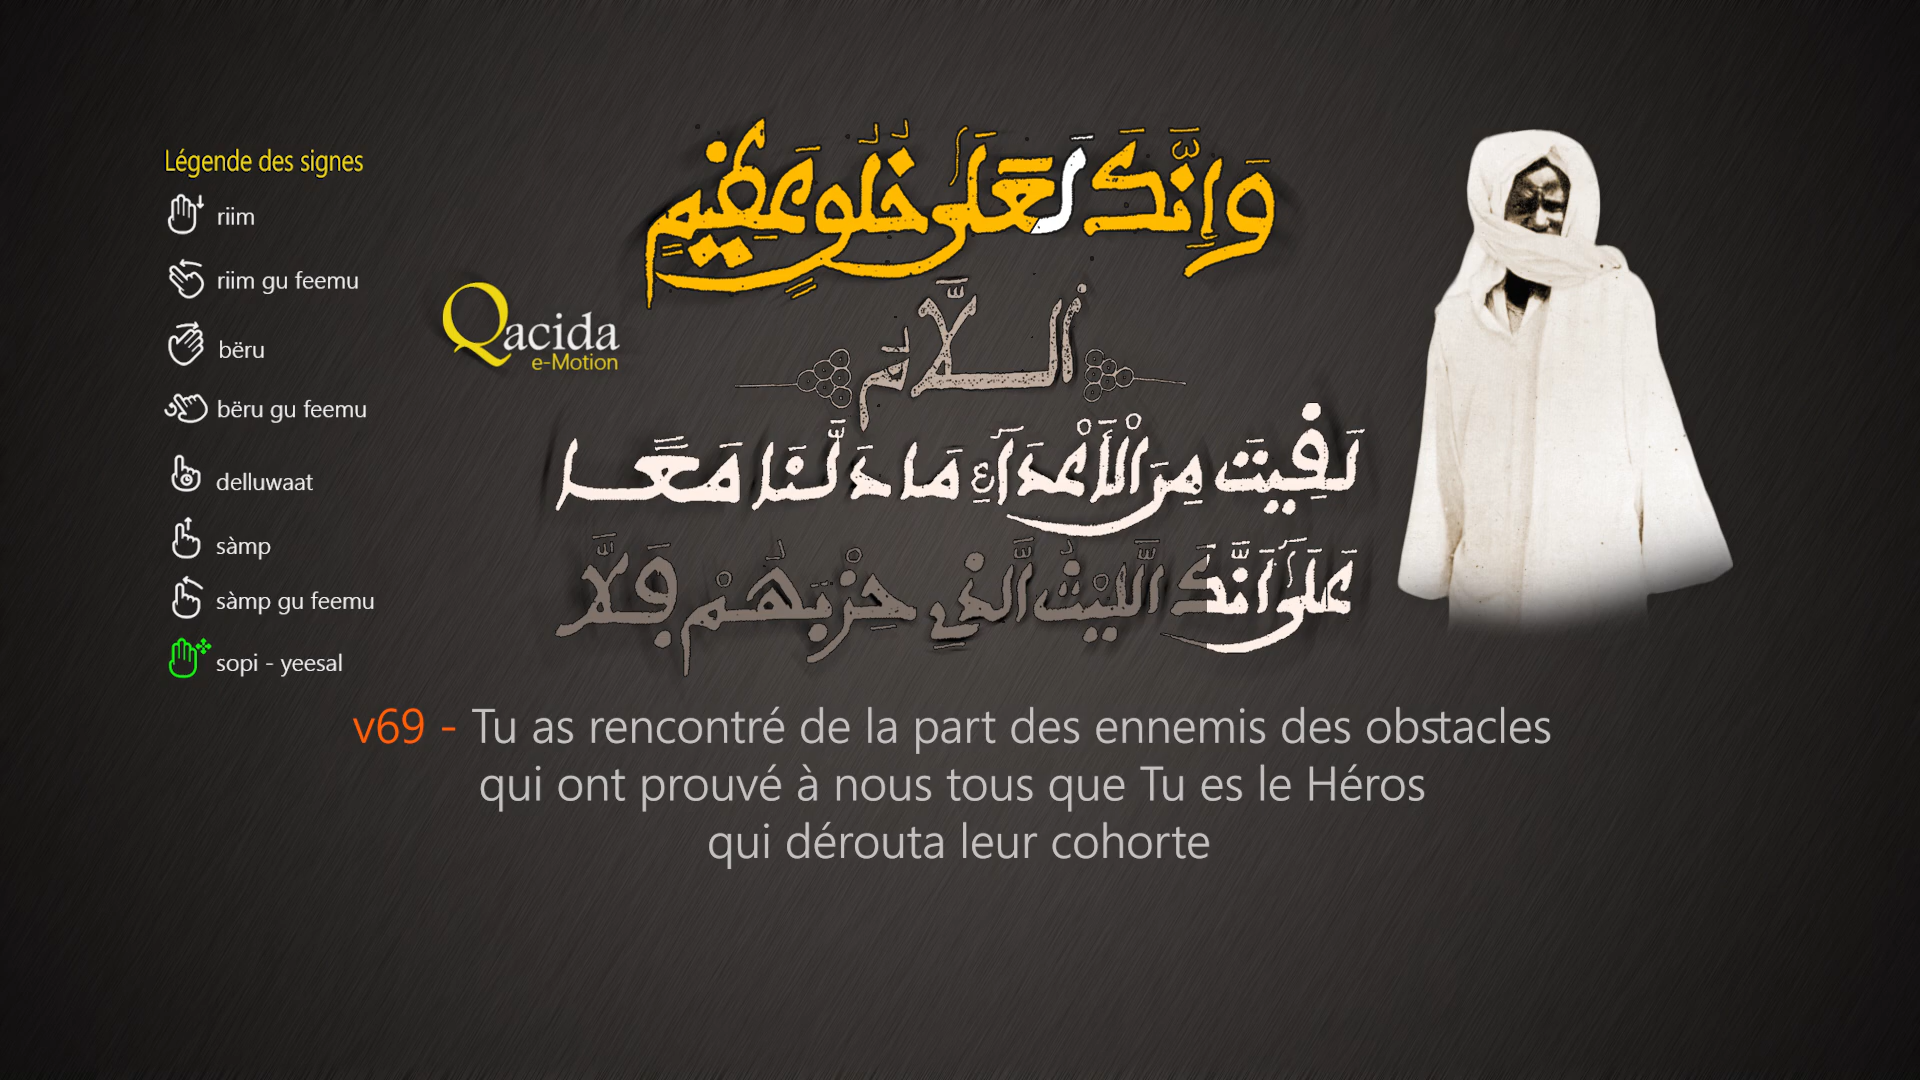 Légende des signes
riim
riim gu feemu
bëru
bëru gu feemu
delluwaat
sàmp
sàmp gu feemu
sopi - yeesal
Qacida
e-Motion
وَإِنَّكَ لَعَلَىٰ خُلُقٍ عَظِيمٍ
اللَّامُ
لَقِيتَ مِنَ الْأَعْدَآءِ مَا دَلَّنَا مَعًا
عَلَىٰ أَنَّكَ اللَّيْثُ الَّذِي حِزْبَهُمْ فَلَّا
v69 - Tu as rencontré de la part des ennemis des obstacles
qui ont prouvé à nous tous que Tu es le Héros
qui dérouta leur cohorte